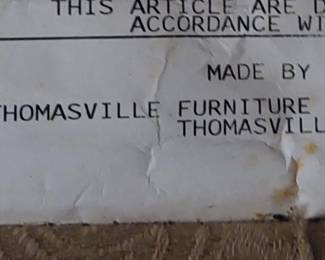 THIS ARTICLE ARE D
ACCORDANCE WI
MADE BY
THOMASVILLE FURNITURE
THOMASVILL